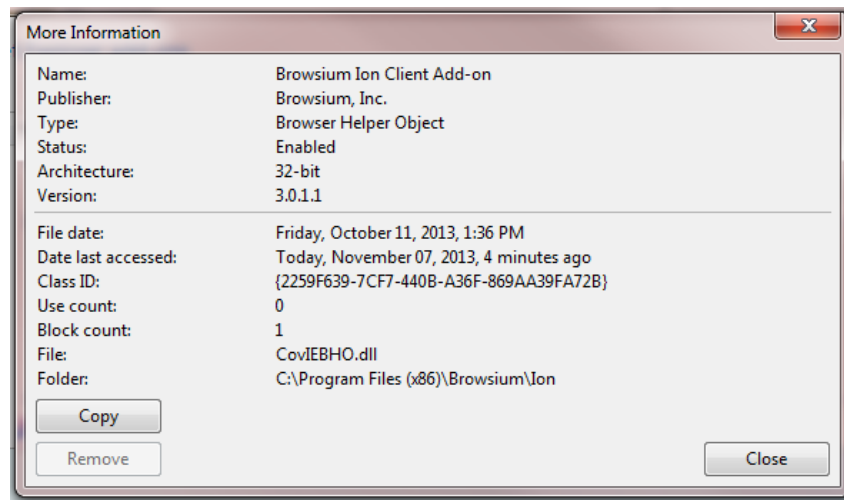 More Information
Name: Browsium Ion Client Add-on
Publisher: Browsium, Inc.
Type: Browser Helper Object
Status: Enabled
Architecture: 32-bit
Version: 3.0.1.1
File date: Friday, October 11, 2013, 1:36 PM
Date last accessed: Today, November 07, 2013, 4 minutes ago
Class ID: {2259F639-7CF7-440B-A36F-869AA39FA72B}
Use count: 0
Block count: 1
File: CovIEBHO.dll
Folder: C:\Program Files (x86)\Browsium\Ion
Copy
Remove Close